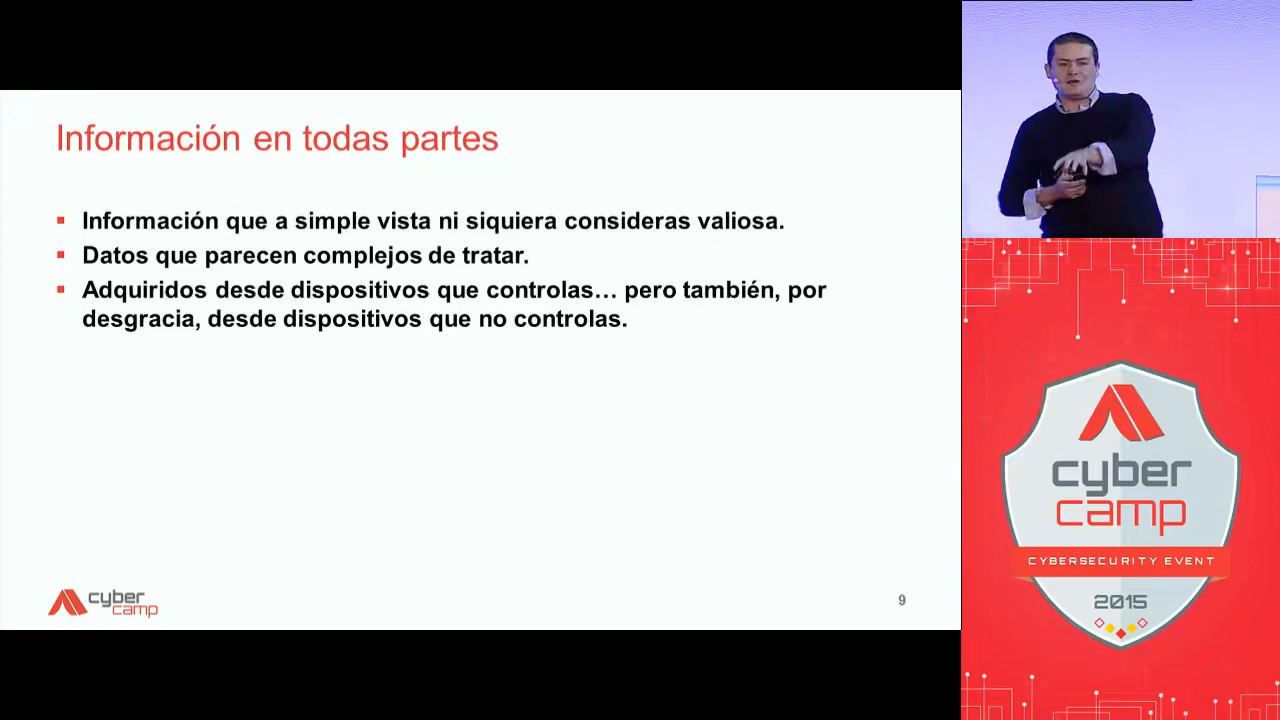 Información en todas partes
Información que a simple vista ni siquiera consideras valiosa.
Datos que parecen complejos de tratar.
Adquiridos desde dispositivos que controlas… pero también, por
desgracia, desde dispositivos que no controlas.
cyber
camp
9
cyber
camp
CYBERSECURITY EVENT
2015